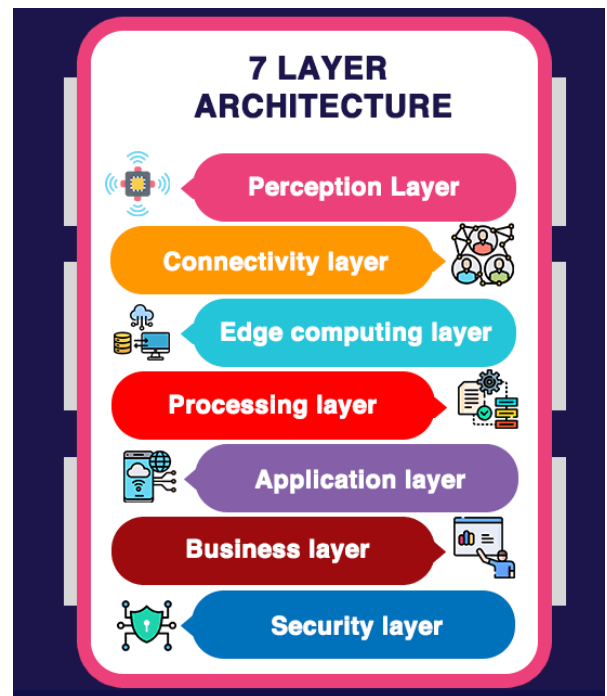 7 LAYER
ARCHITECTURE
Perception Layer
Connectivity layer
Edge computing layer
Processing layer
Application layer
Business layer
Security layer